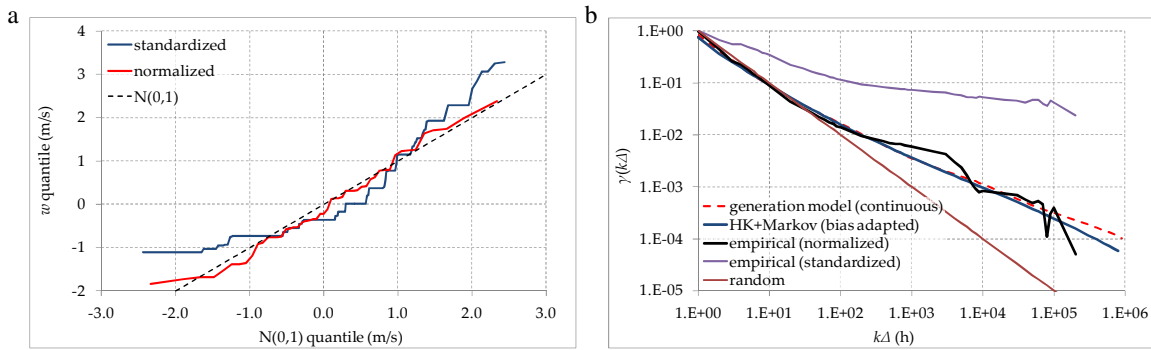 a
4
3
2
1
0
-1
-2
w quantile (m/s)
standardized
normalized
N(0,1)
-3.0 -2.0 -1.0 0.0 1.0 2.0 3.0
N(0,1) quantile (m/s)
b
1.E+00
1.E-01
1.E-02
1.E-03
1.E-04
1.E-05
γ(kΔ)
generation model (continuous)
HK+Markov (bias adapted)
empirical (normalized)
empirical (standardized)
random
1.E+00 1.E+01 1.E+02 1.E+03 1.E+04 1.E+05 1.E+06
kΔ (h)